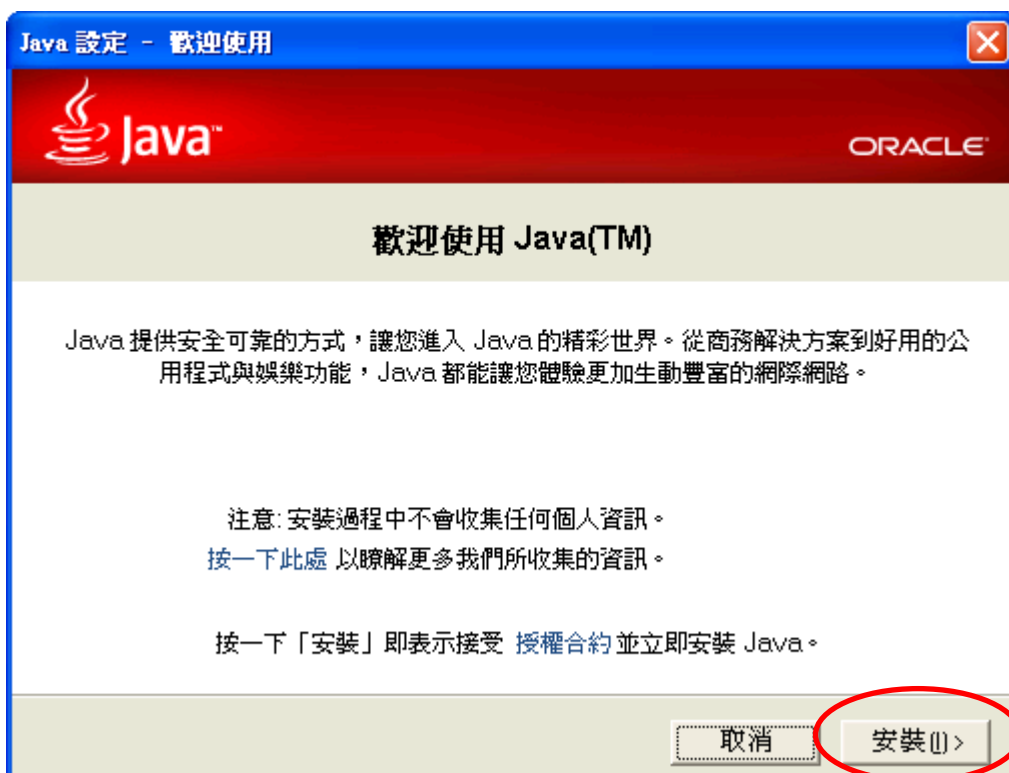 Java 設定 - 歡迎使用
Java™
ORACLE
歡迎使用 Java(TM)
Java 提供安全可靠的方式，讓您進入 Java 的精彩世界。從商務解決方案到好用的公
用程式與娛樂功能，Java 都能讓您體驗更加生動豐富的網際網路。
注意: 安裝過程中不會收集任何個人資訊。
按一下此處 以瞭解更多我們所收集的資訊。
按一下「安裝」即表示接受 授權合約 並立即安裝 Java。
取消
安裝(I) >